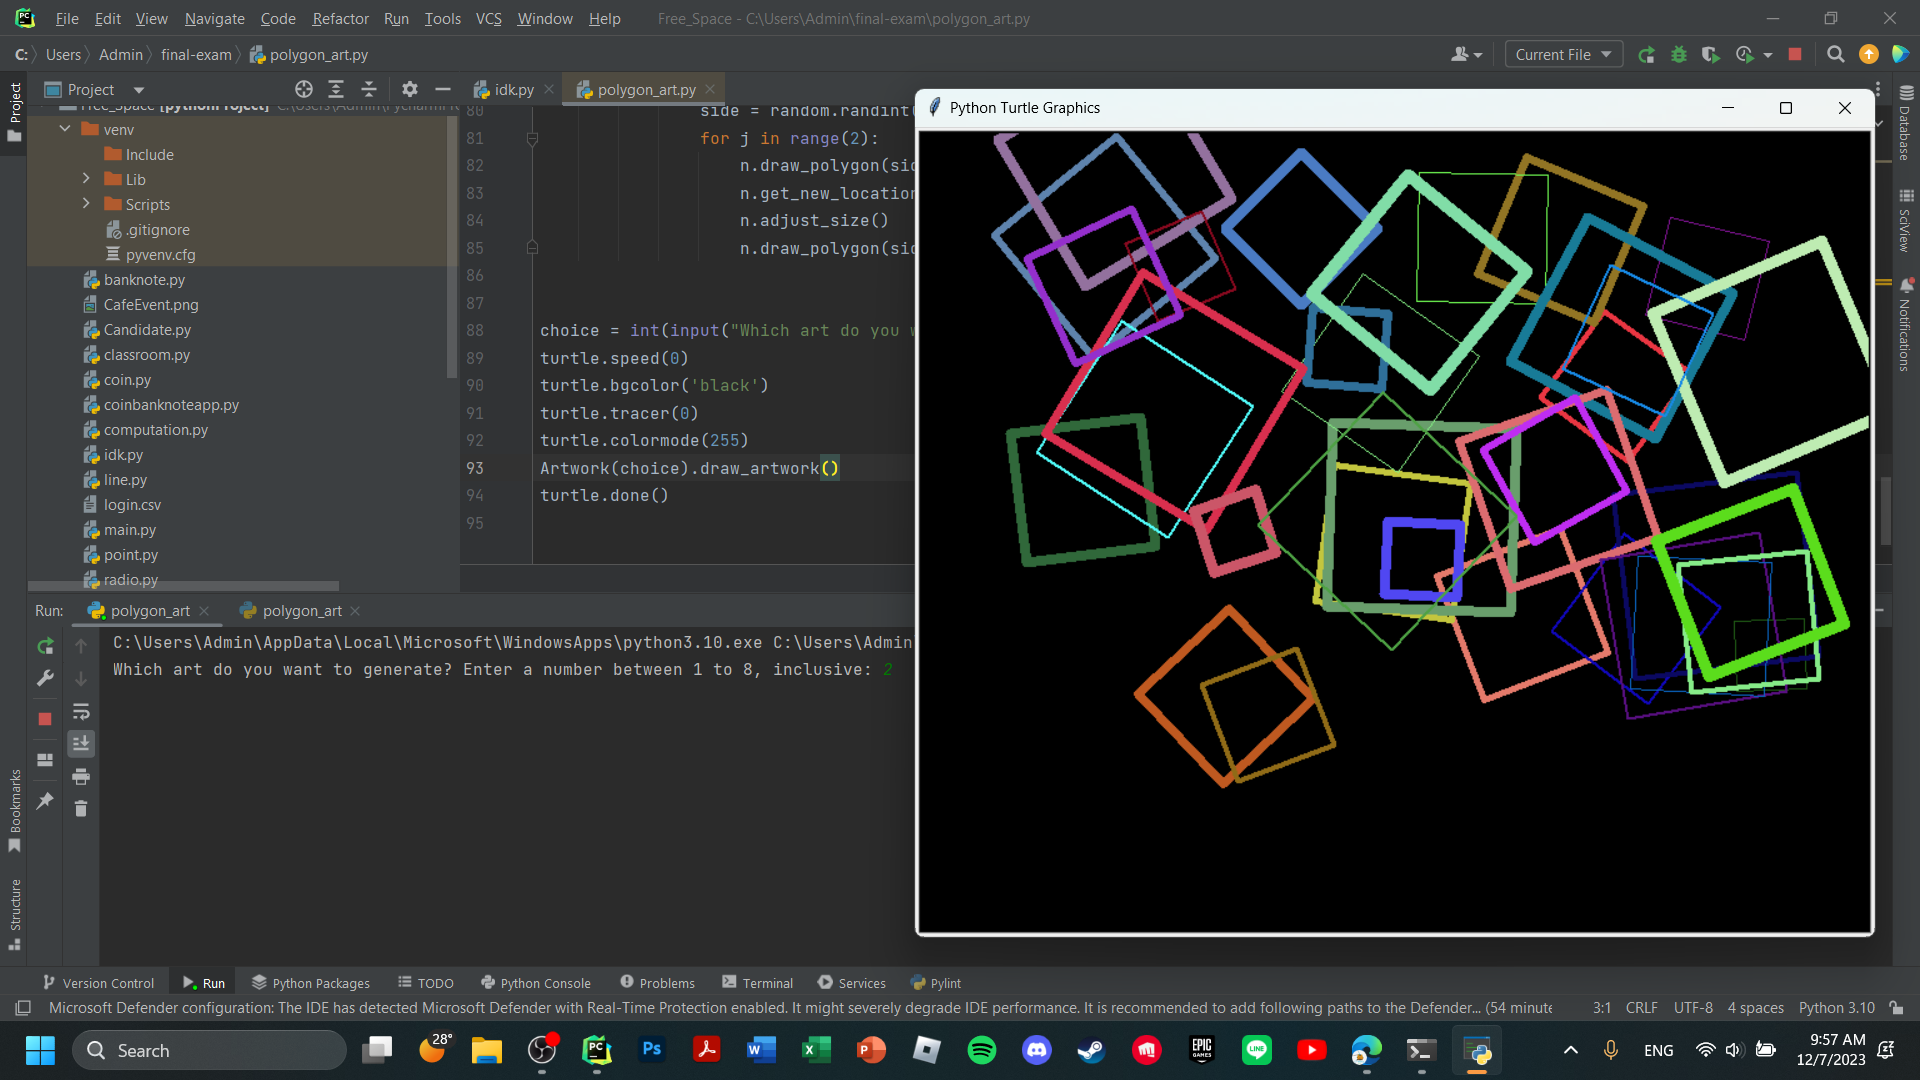 File Edit View Navigate Code Refactor Run Tools VCS Window Help Free_Space - C:\Users\Admin\final-exam\polygon_art.py
C: Users Admin final-exam polygon_art.py Current File
Project
idk.py
polygon_art.py
venv
Include
Lib
Scripts
.gitignore
pyvenv.cfg
banknote.py
CafeEvent.png
Candidate.py
classroom.py
coin.py
coinbanknoteapp.py
computation.py
idk.py
line.py
login.csv
main.py
point.py
radio.py
80 side = random.randint(
81 for j in range(2):
82 n.draw_polygon(sid
83 n.get_new_location
84 n.adjust_size()
85 n.draw_polygon(sid
86
87
88 choice = int(input("Which art do you w
89 turtle.speed(0)
90 turtle.bgcolor('black')
91 turtle.tracer(0)
92 turtle.colormode(255)
93 Artwork(choice).draw_artwork()
94 turtle.done()
95
Python Turtle Graphics
Project
Bookmarks
Structure
Database
SciView
Notifications
Run: polygon_art polygon_art
C:\Users\Admin\AppData\Local\Microsoft\WindowsApps\python3.10.exe C:\Users\Admin
Which art do you want to generate? Enter a number between 1 to 8, inclusive: 2
Version Control Run Python Packages TODO Python Console Problems Terminal Services Pylint
Microsoft Defender configuration: The IDE has detected Microsoft Defender with Real-Time Protection enabled. It might severely degrade IDE performance. It is recommended to add following paths to the Defender... (54 minute 3:1 CRLF UTF-8 4 spaces Python 3.10
Search
28°
ENG
9:57 AM
12/7/2023